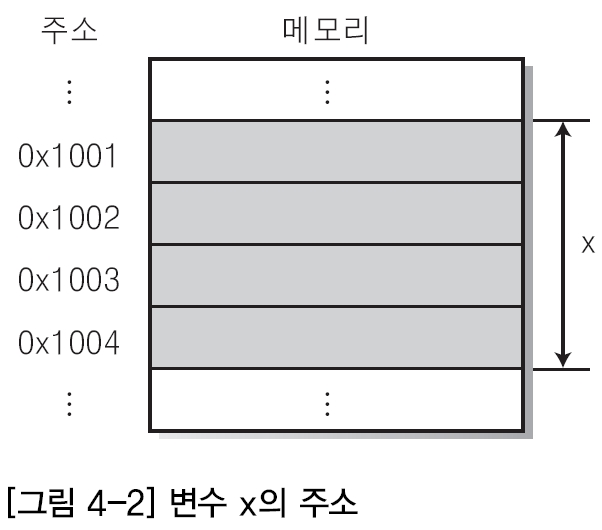 주소 메모리
⋮ ⋮
0x1001
0x1002
0x1003
0x1004
⋮ ⋮
x
[그림 4-2] 변수 x의 주소